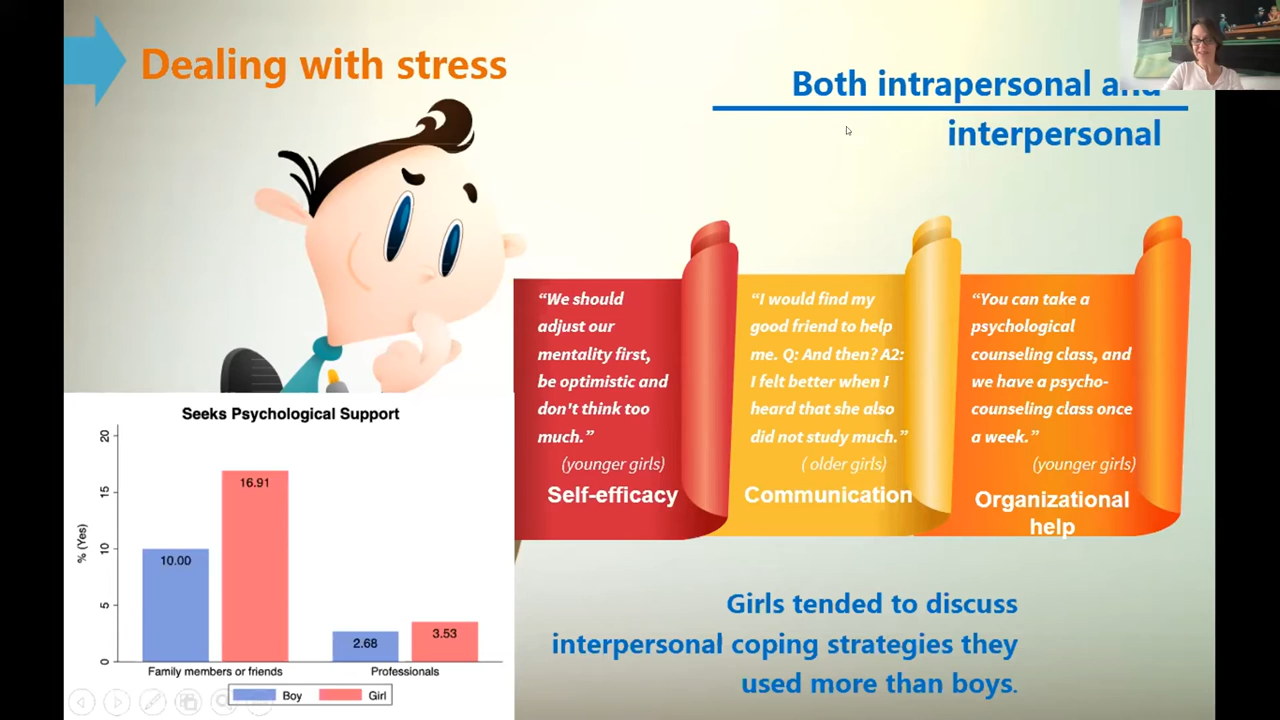 Dealing with stress
Both intrapersonal and
interpersonal
“We should
adjust our
mentality first,
be optimistic and
don't think too
much.”
(younger girls)
Self-efficacy
“I would find my
good friend to help
me. Q: And then? A2:
I felt better when I
heard that she also
did not study much.”
( older girls)
Communication
“You can take a
psychological
counseling class, and
we have a psycho-
counseling class once
a week.”
(younger girls)
Organizational
help
Seeks Psychological Support
% (Yes)
20
15
10
5
0
10.00
16.91
2.68
3.53
Family members or friends
Professionals
Boy
Girl
Girls tended to discuss
interpersonal coping strategies they
used more than boys.